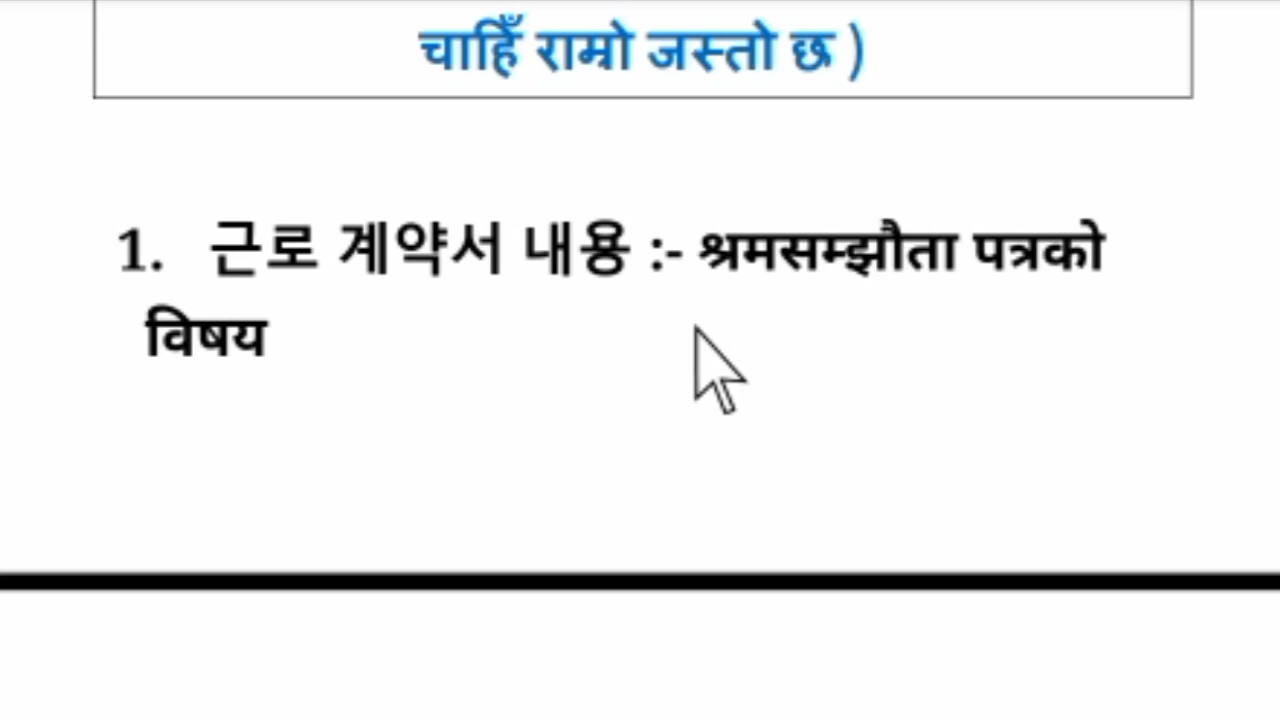 चाहिँ राम्रो जस्तो छ )
1. 근로 계약서 내용 :- श्रमसम्झौता पत्रको
विषय